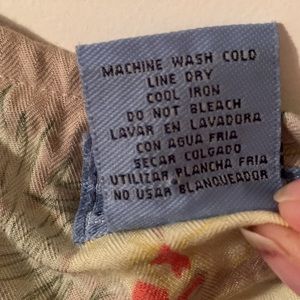 MACHINE WASH COLD
LINE DRY
COOL IRON
DO NOT BLEACH
LAVAR EN LAVADORA
CON AGUA FRIA
SECAR COLGADO
UTILIZAR PLANCHA FRIA
NO USAR BLANQUEADOR